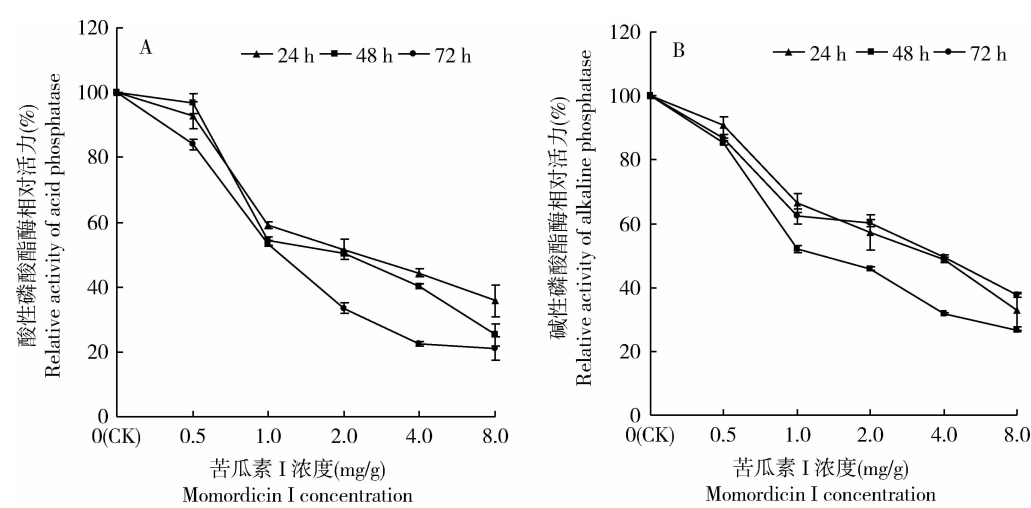 A
24 h 48 h 72 h
酸性磷酸酯酶相对活力(%)
Relative activity of acid phosphatase
120
100
80
60
40
20
0
0(CK) 0.5 1.0 2.0 4.0 8.0
苦瓜素 I 浓度(mg/g)
Momordicin I concentration
B
24 h 48 h 72 h
碱性磷酸酯酶相对活力(%)
Relative activity of alkaline phosphatase
120
100
80
60
40
20
0
0(CK) 0.5 1.0 2.0 4.0 8.0
苦瓜素 I 浓度(mg/g)
Momordicin I concentration